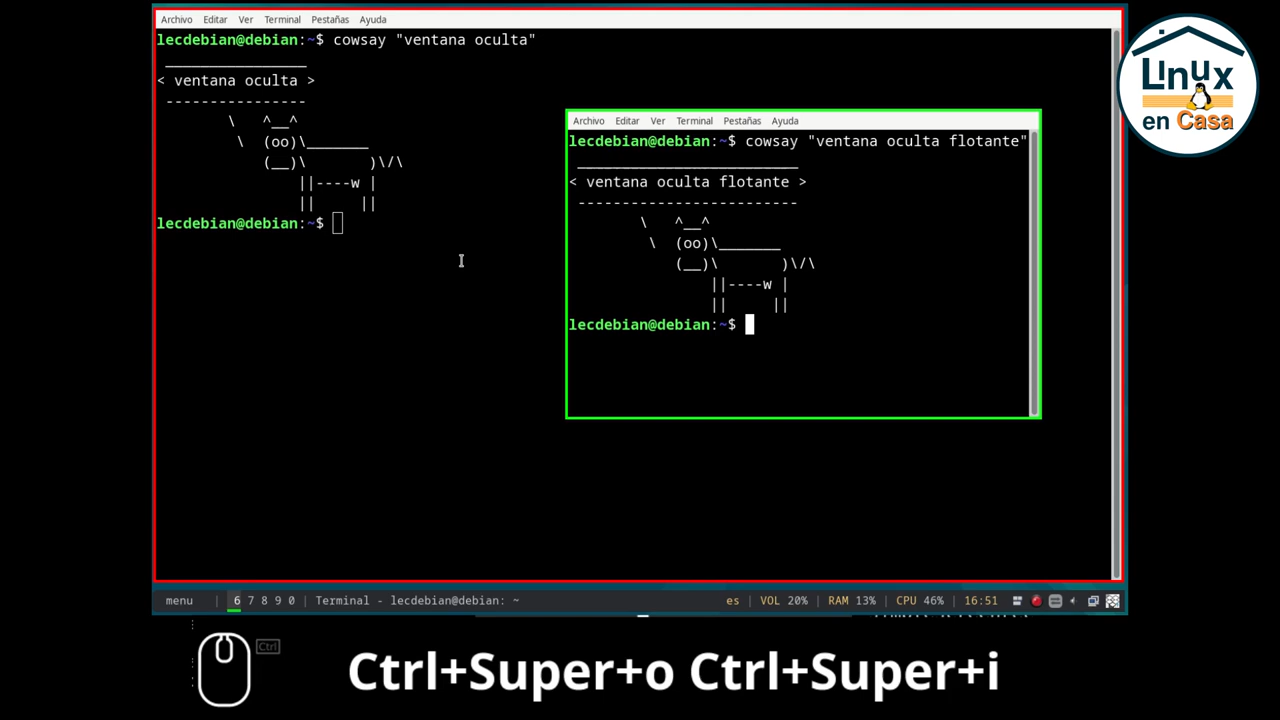 Archivo Editar Ver Terminal Pestañas Ayuda
lecdebian@debian:~$ cowsay "ventana oculta"
 ________________
< ventana oculta >
 ----------------
        \   ^__^
         \  (oo)\_______
            (__)\       )\/\
                ||----w |
                ||     ||
lecdebian@debian:~$
Archivo Editar Ver Terminal Pestañas Ayuda
lecdebian@debian:~$ cowsay "ventana oculta flotante"
 _________________________
< ventana oculta flotante >
 -------------------------
        \   ^__^
         \  (oo)\_______
            (__)\       )\/\
                ||----w |
                ||     ||
lecdebian@debian:~$
LInux
en Casa
menu | 6 7 8 9 0 | Terminal - lecdebian@debian: ~ es | VOL 20% | RAM 13% | CPU 46% | 16:51
Ctrl
Ctrl+Super+o Ctrl+Super+i